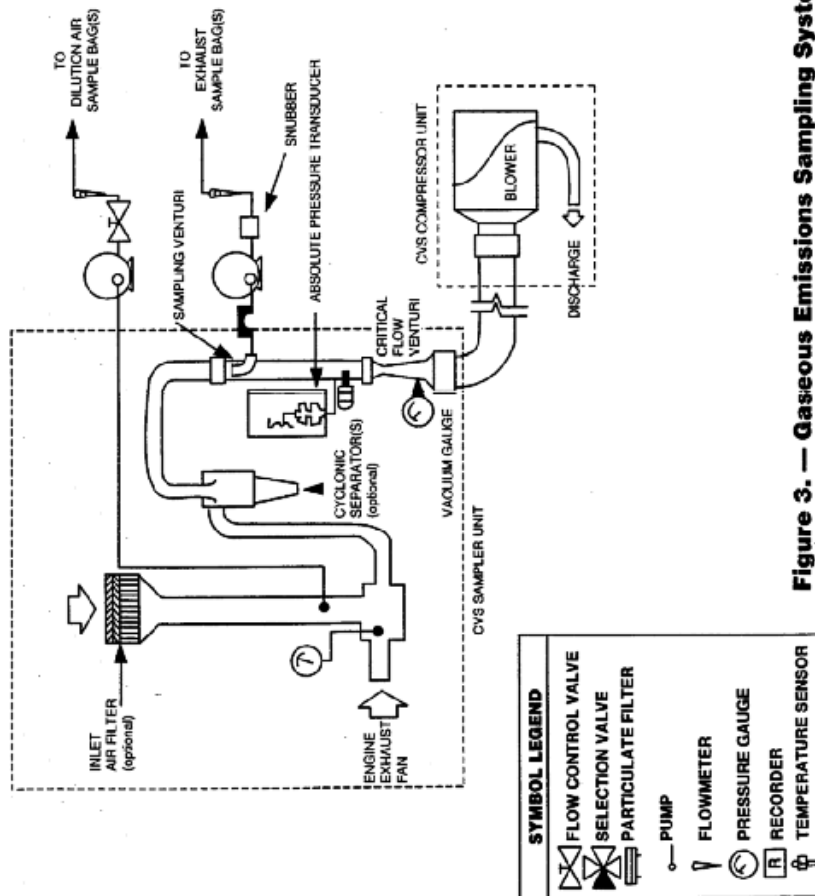 TO
DILUTION AIR
SAMPLE BAG(S)
TO
EXHAUST
SAMPLE BAG(S)
SNUBBER
SAMPLING VENTURI
ABSOLUTE PRESSURE TRANSDUCER
INLET
AIR FILTER
(optional)
CYCLONIC
SEPARATOR(S)
(optional)
CRITICAL
FLOW
VENTURI
VACUUM GAUGE
ENGINE
EXHAUST
FAN
CVS SAMPLER UNIT
CVS COMPRESSOR UNIT
BLOWER
DISCHARGE
SYMBOL LEGEND
FLOW CONTROL VALVE
SELECTION VALVE
PARTICULATE FILTER
PUMP
FLOWMETER
PRESSURE GAUGE
R RECORDER
TEMPERATURE SENSOR
Figure 3. — Gaseous Emissions Sampling Syste